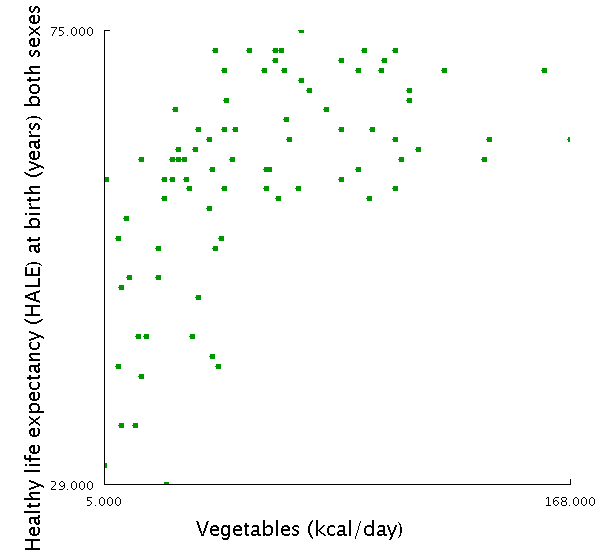 Healthy life expectancy (HALE) at birth (years) both sexes
75.000
29.000
5.000
168.000
Vegetables (kcal/day)